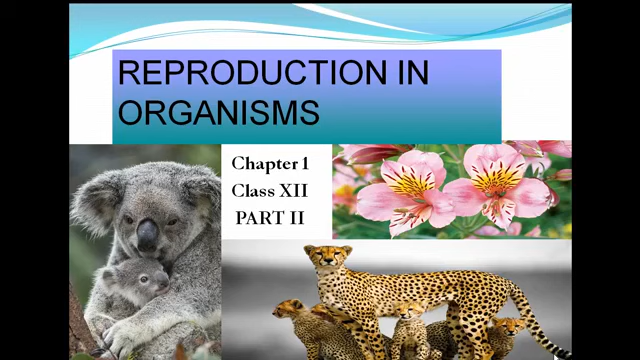 REPRODUCTION IN
ORGANISMS
Chapter 1
Class XII
PART II